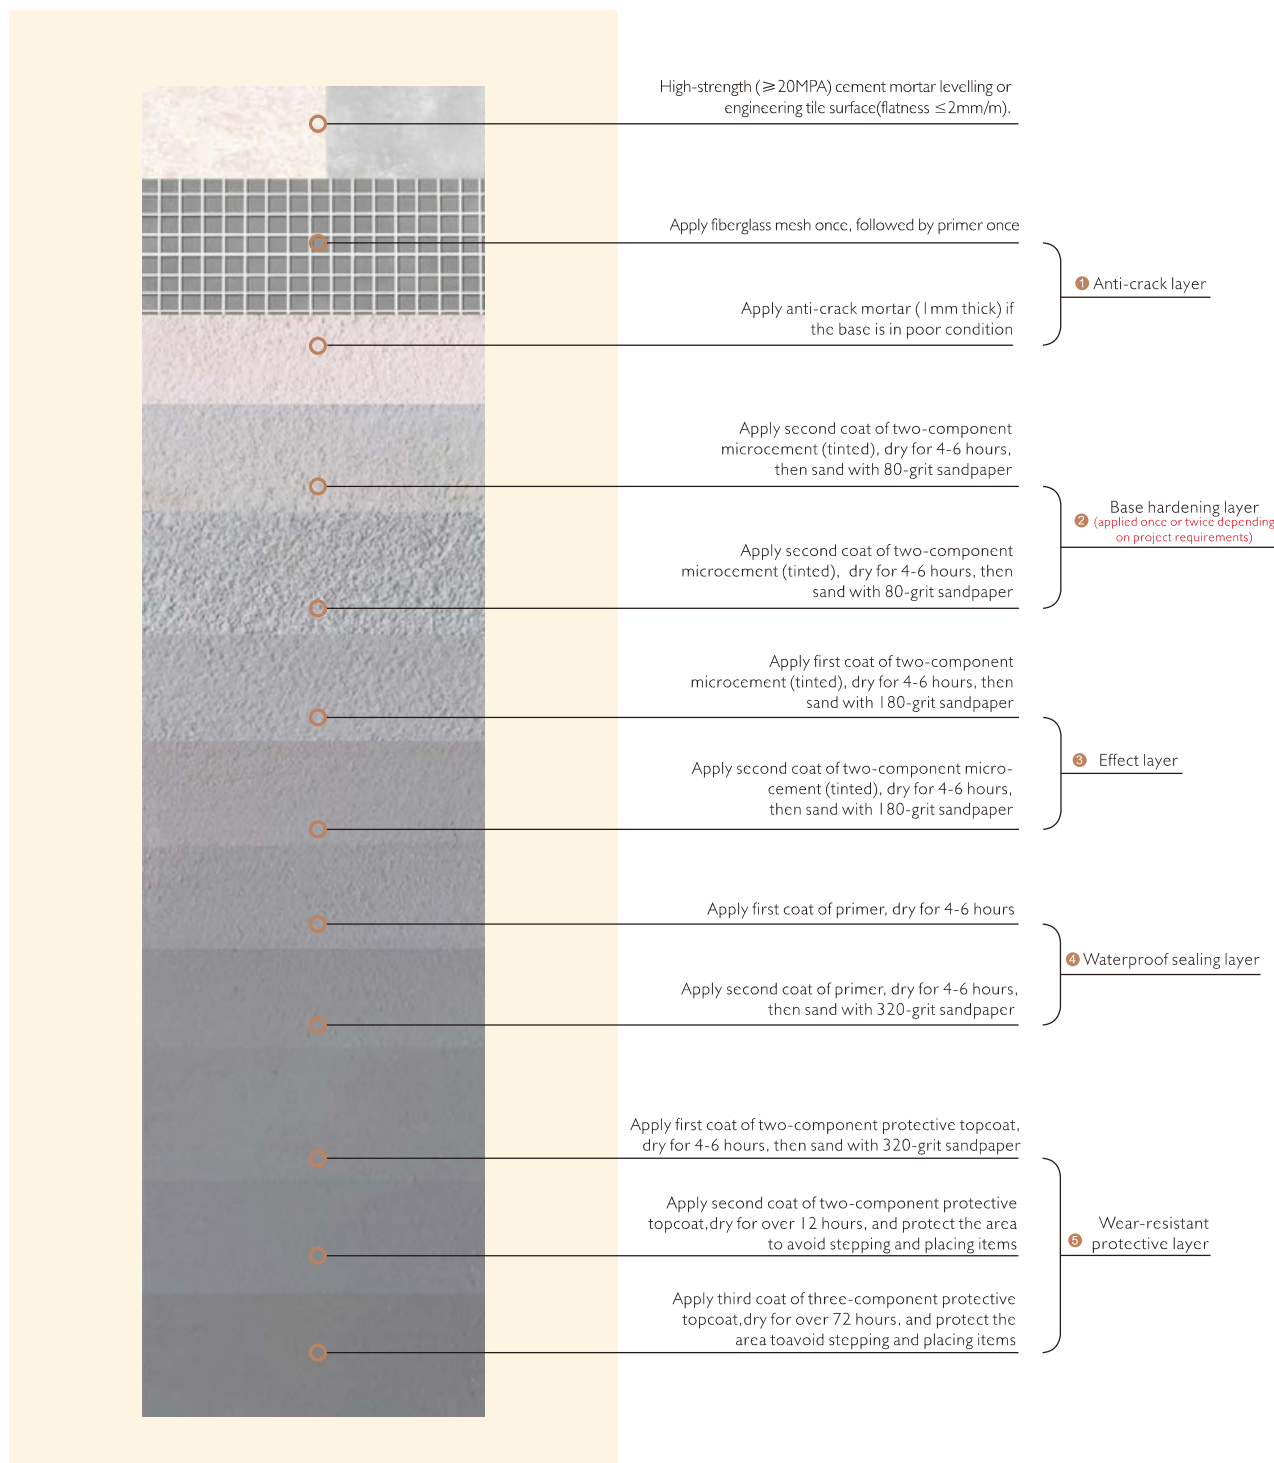 High-strength (≥20MPA) cement mortar levelling or
engineering tile surface(flatness ≤2mm/m).
Apply fiberglass mesh once, followed by primer once
1 Anti-crack layer
Apply anti-crack mortar (1mm thick) if
the base is in poor condition
Apply second coat of two-component
microcement (tinted), dry for 4-6 hours,
then sand with 80-grit sandpaper
Base hardening layer
2 (applied once or twice depending
on project requirements)
Apply second coat of two-component
microcement (tinted), dry for 4-6 hours, then
sand with 80-grit sandpaper
Apply first coat of two-component
microcement (tinted), dry for 4-6 hours, then
sand with 180-grit sandpaper
3 Effect layer
Apply second coat of two-component micro-
cement (tinted), dry for 4-6 hours,
then sand with 180-grit sandpaper
Apply first coat of primer, dry for 4-6 hours
4 Waterproof sealing layer
Apply second coat of primer, dry for 4-6 hours,
then sand with 320-grit sandpaper
Apply first coat of two-component protective topcoat,
dry for 4-6 hours, then sand with 320-grit sandpaper
Apply second coat of two-component protective
topcoat,dry for over 12 hours, and protect the area
to avoid stepping and placing items
Wear-resistant
5 protective layer
Apply third coat of three-component protective
topcoat,dry for over 72 hours, and protect the
area toavoid stepping and placing items